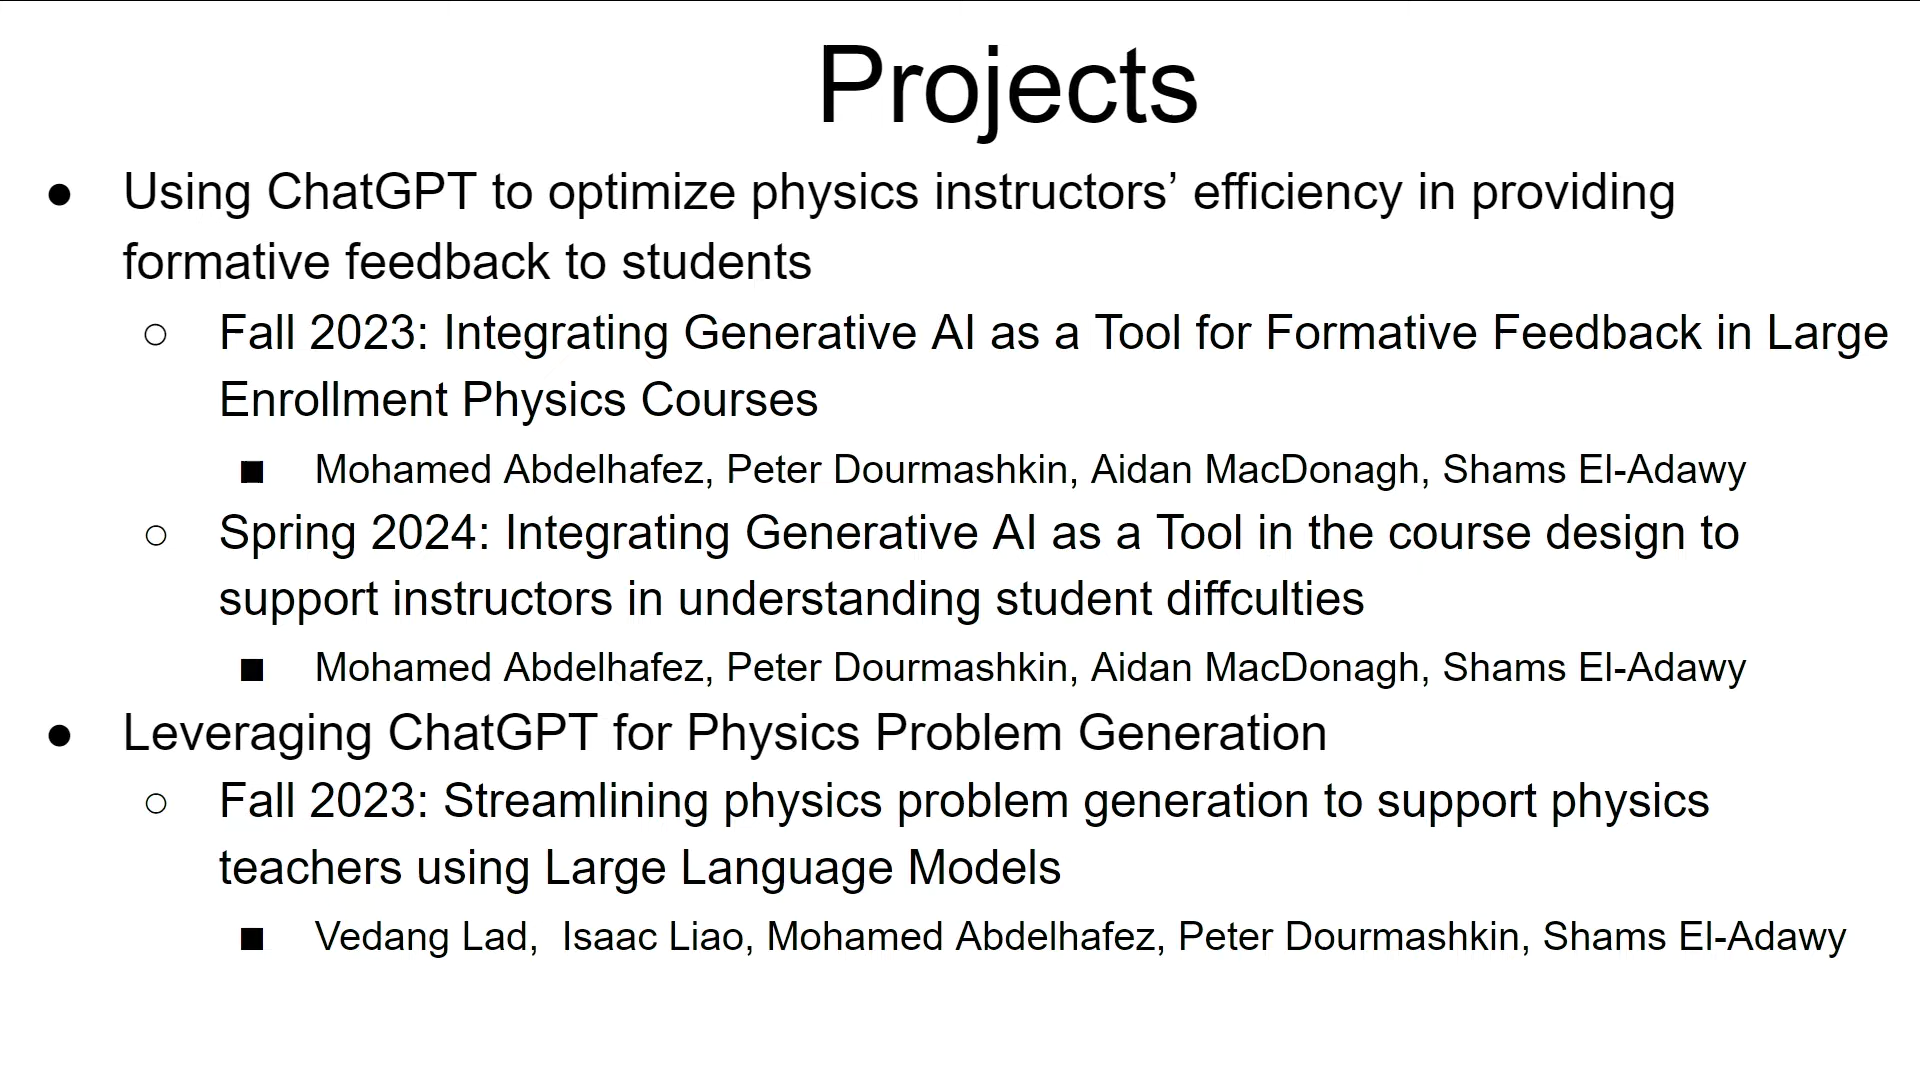 Projects
● Using ChatGPT to optimize physics instructors’ efficiency in providing
formative feedback to students
○ Fall 2023: Integrating Generative AI as a Tool for Formative Feedback in Large
Enrollment Physics Courses
■ Mohamed Abdelhafez, Peter Dourmashkin, Aidan MacDonagh, Shams El-Adawy
○ Spring 2024: Integrating Generative AI as a Tool in the course design to
support instructors in understanding student diffculties
■ Mohamed Abdelhafez, Peter Dourmashkin, Aidan MacDonagh, Shams El-Adawy
● Leveraging ChatGPT for Physics Problem Generation
○ Fall 2023: Streamlining physics problem generation to support physics
teachers using Large Language Models
■ Vedang Lad, Isaac Liao, Mohamed Abdelhafez, Peter Dourmashkin, Shams El-Adawy